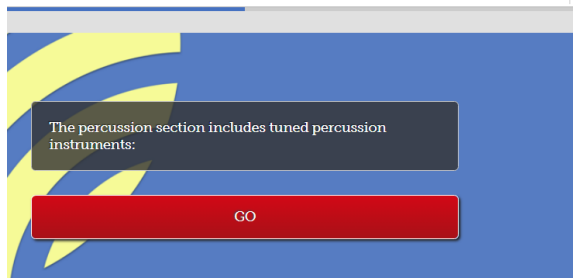 The percussion section includes tuned percussion
instruments:
GO